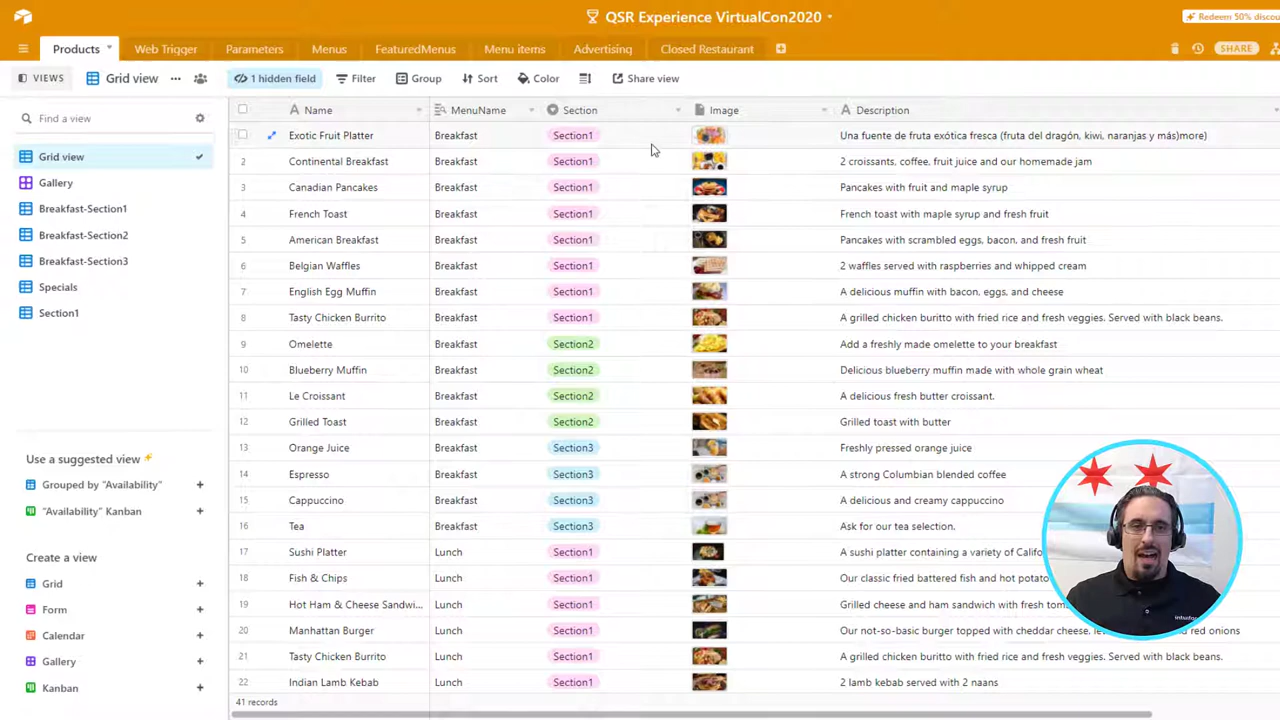 QSR Experience VirtualCon2020
Redeem 50% discou
Products
Web Trigger
Parameters
Menus
FeaturedMenus
Menu items
Advertising
Closed Restaurant
SHARE
VIEWS
Grid view
1 hidden field
Filter
Group
Sort
Color
Share view
Find a view
Grid view
Gallery
Breakfast-Section1
Breakfast-Section2
Breakfast-Section3
Specials
Section1
Use a suggested view
Grouped by "Availability"
"Availability" Kanban
Create a view
Grid
Form
Calendar
Gallery
Kanban
Name MenuName Section Image Description
Exotic Fruit Platter Breakfast Section1 Una fuente de fruta exótica fresca (fruta del dragón, kiwi, naranjas y más)more)
2 Continental Breakfast Breakfast Section1 2 croissants, coffee, fruit juice and our homemade jam
3 Canadian Pancakes Breakfast Section1 Pancakes with fruit and maple syrup
4 French Toast Breakfast Section1 French toast with maple syrup and fresh fruit
5 American Breakfast Breakfast Section1 Pancakes with scrambled eggs, bacon, and fresh fruit
6 Belgian Waffles Breakfast Section1 2 waffles served with raspberries and whipped cream
7 English Egg Muffin Breakfast Section1 A delicious muffin with bacon, eggs, and cheese
8 Tasty Chicken Burrito Breakfast Section1 A grilled chicken buritto with fried rice and fresh veggies. Served with black beans.
9 Omelette Breakfast Section2 Add a freshly made omelette to your breakfast
10 Blueberry Muffin Breakfast Section2 Delicious blueberry muffin made with whole grain wheat
11 Le Croissant Breakfast Section2 A delicious fresh butter croissant.
12 Grilled Toast Breakfast Section2 Grilled toast with butter
13 Orange Juice Breakfast Section3 Freshly pressed orange juice
14 Espresso Breakfast Section3 A strong Columbian blended coffee
15 Cappuccino Breakfast Section3 A delicious and creamy cappuccino
16 Tea Breakfast Section3 Ask for our tea selection.
17 Sushi Platter Lunch Section1 A sushi platter containing a variety of Califo
18 Fish & Chips Lunch Section1 Our classic fried battered fish and hot potato
19 Hot Ham & Cheese Sandwi... Lunch Section1 Grilled cheese and ham sandwich with fresh tom
20 Manhattan Burger Lunch Section1 Our not-so-basic burger topped with cheddar cheese, red onions
21 Tasty Chicken Burrito Lunch Section1 A grilled chicken buritto with fried rice and fresh veggies. Served with black beans.
22 Indian Lamb Kebab Lunch Section1 2 lamb kebab served with 2 naans
41 records